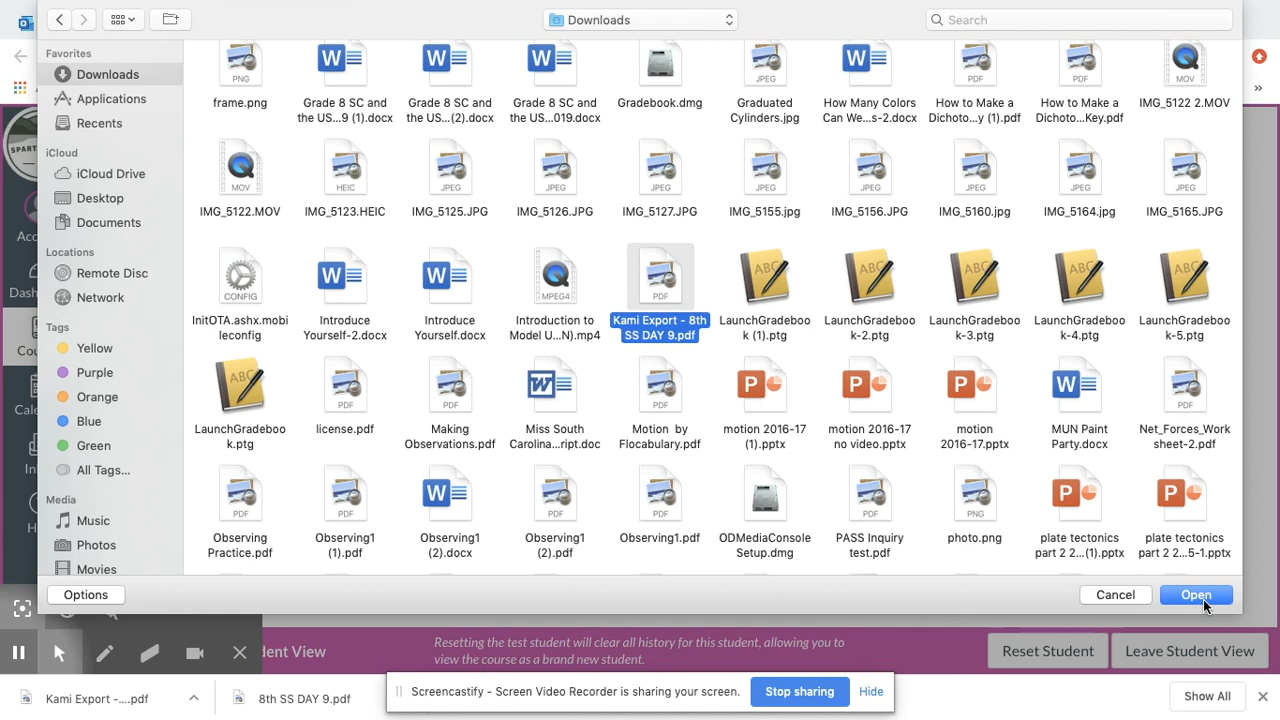 Downloads
Search
Favorites
Downloads
Applications
Recents
iCloud
iCloud Drive
Desktop
Documents
Locations
Remote Disc
Network
Tags
Yellow
Purple
Orange
Blue
Green
All Tags...
Media
Music
Photos
Movies
PNG
JPEG
PDF
PDF
MOV
frame.png
Grade 8 SC and
the US...9 (1).docx
Grade 8 SC and
the US...(2).docx
Grade 8 SC and
the US...019.docx
Gradebook.dmg
Graduated
Cylinders.jpg
How Many Colors
Can We...s-2.docx
How to Make a
Dichoto...y (1).pdf
How to Make a
Dichoto...Key.pdf
IMG_5122 2.MOV
MOV
HEIC
JPEG
JPEG
JPEG
JPEG
JPEG
JPEG
JPEG
JPEG
IMG_5122.MOV
IMG_5123.HEIC
IMG_5125.JPG
IMG_5126.JPG
IMG_5127.JPG
IMG_5155.jpg
IMG_5156.JPG
IMG_5160.jpg
IMG_5164.jpg
IMG_5165.JPG
CONFIG
MPEG4
PDF
InitOTA.ashx.mobi
leconfig
Introduce
Yourself-2.docx
Introduce
Yourself.docx
Introduction to
Model U...N).mp4
Kami Export - 8th
SS DAY 9.pdf
LaunchGradeboo
k (1).ptg
LaunchGradeboo
k-2.ptg
LaunchGradeboo
k-3.ptg
LaunchGradeboo
k-4.ptg
LaunchGradeboo
k-5.ptg
PDF
PDF
PDF
PDF
LaunchGradeboo
k.ptg
license.pdf
Making
Observations.pdf
Miss South
Carolina...ript.doc
Motion by
Flocabulary.pdf
motion 2016-17
(1).pptx
motion 2016-17
no video.pptx
motion
2016-17.pptx
MUN Paint
Party.docx
Net_Forces_Work
sheet-2.pdf
PDF
PDF
PDF
PDF
PDF
PNG
Observing
Practice.pdf
Observing1
(1).pdf
Observing1
(2).docx
Observing1
(2).pdf
Observing1.pdf
ODMediaConsole
Setup.dmg
PASS Inquiry
test.pdf
photo.png
plate tectonics
part 2 2...(1).pptx
plate tectonics
part 2 2...5-1.pptx
Options
Cancel
Open
dent View
Resetting the test student will clear all history for this student, allowing you to
view the course as a brand new student.
Reset Student
Leave Student View
Kami Export -....pdf
8th SS DAY 9.pdf
Screencastify - Screen Video Recorder is sharing your screen.
Stop sharing
Hide
Show All